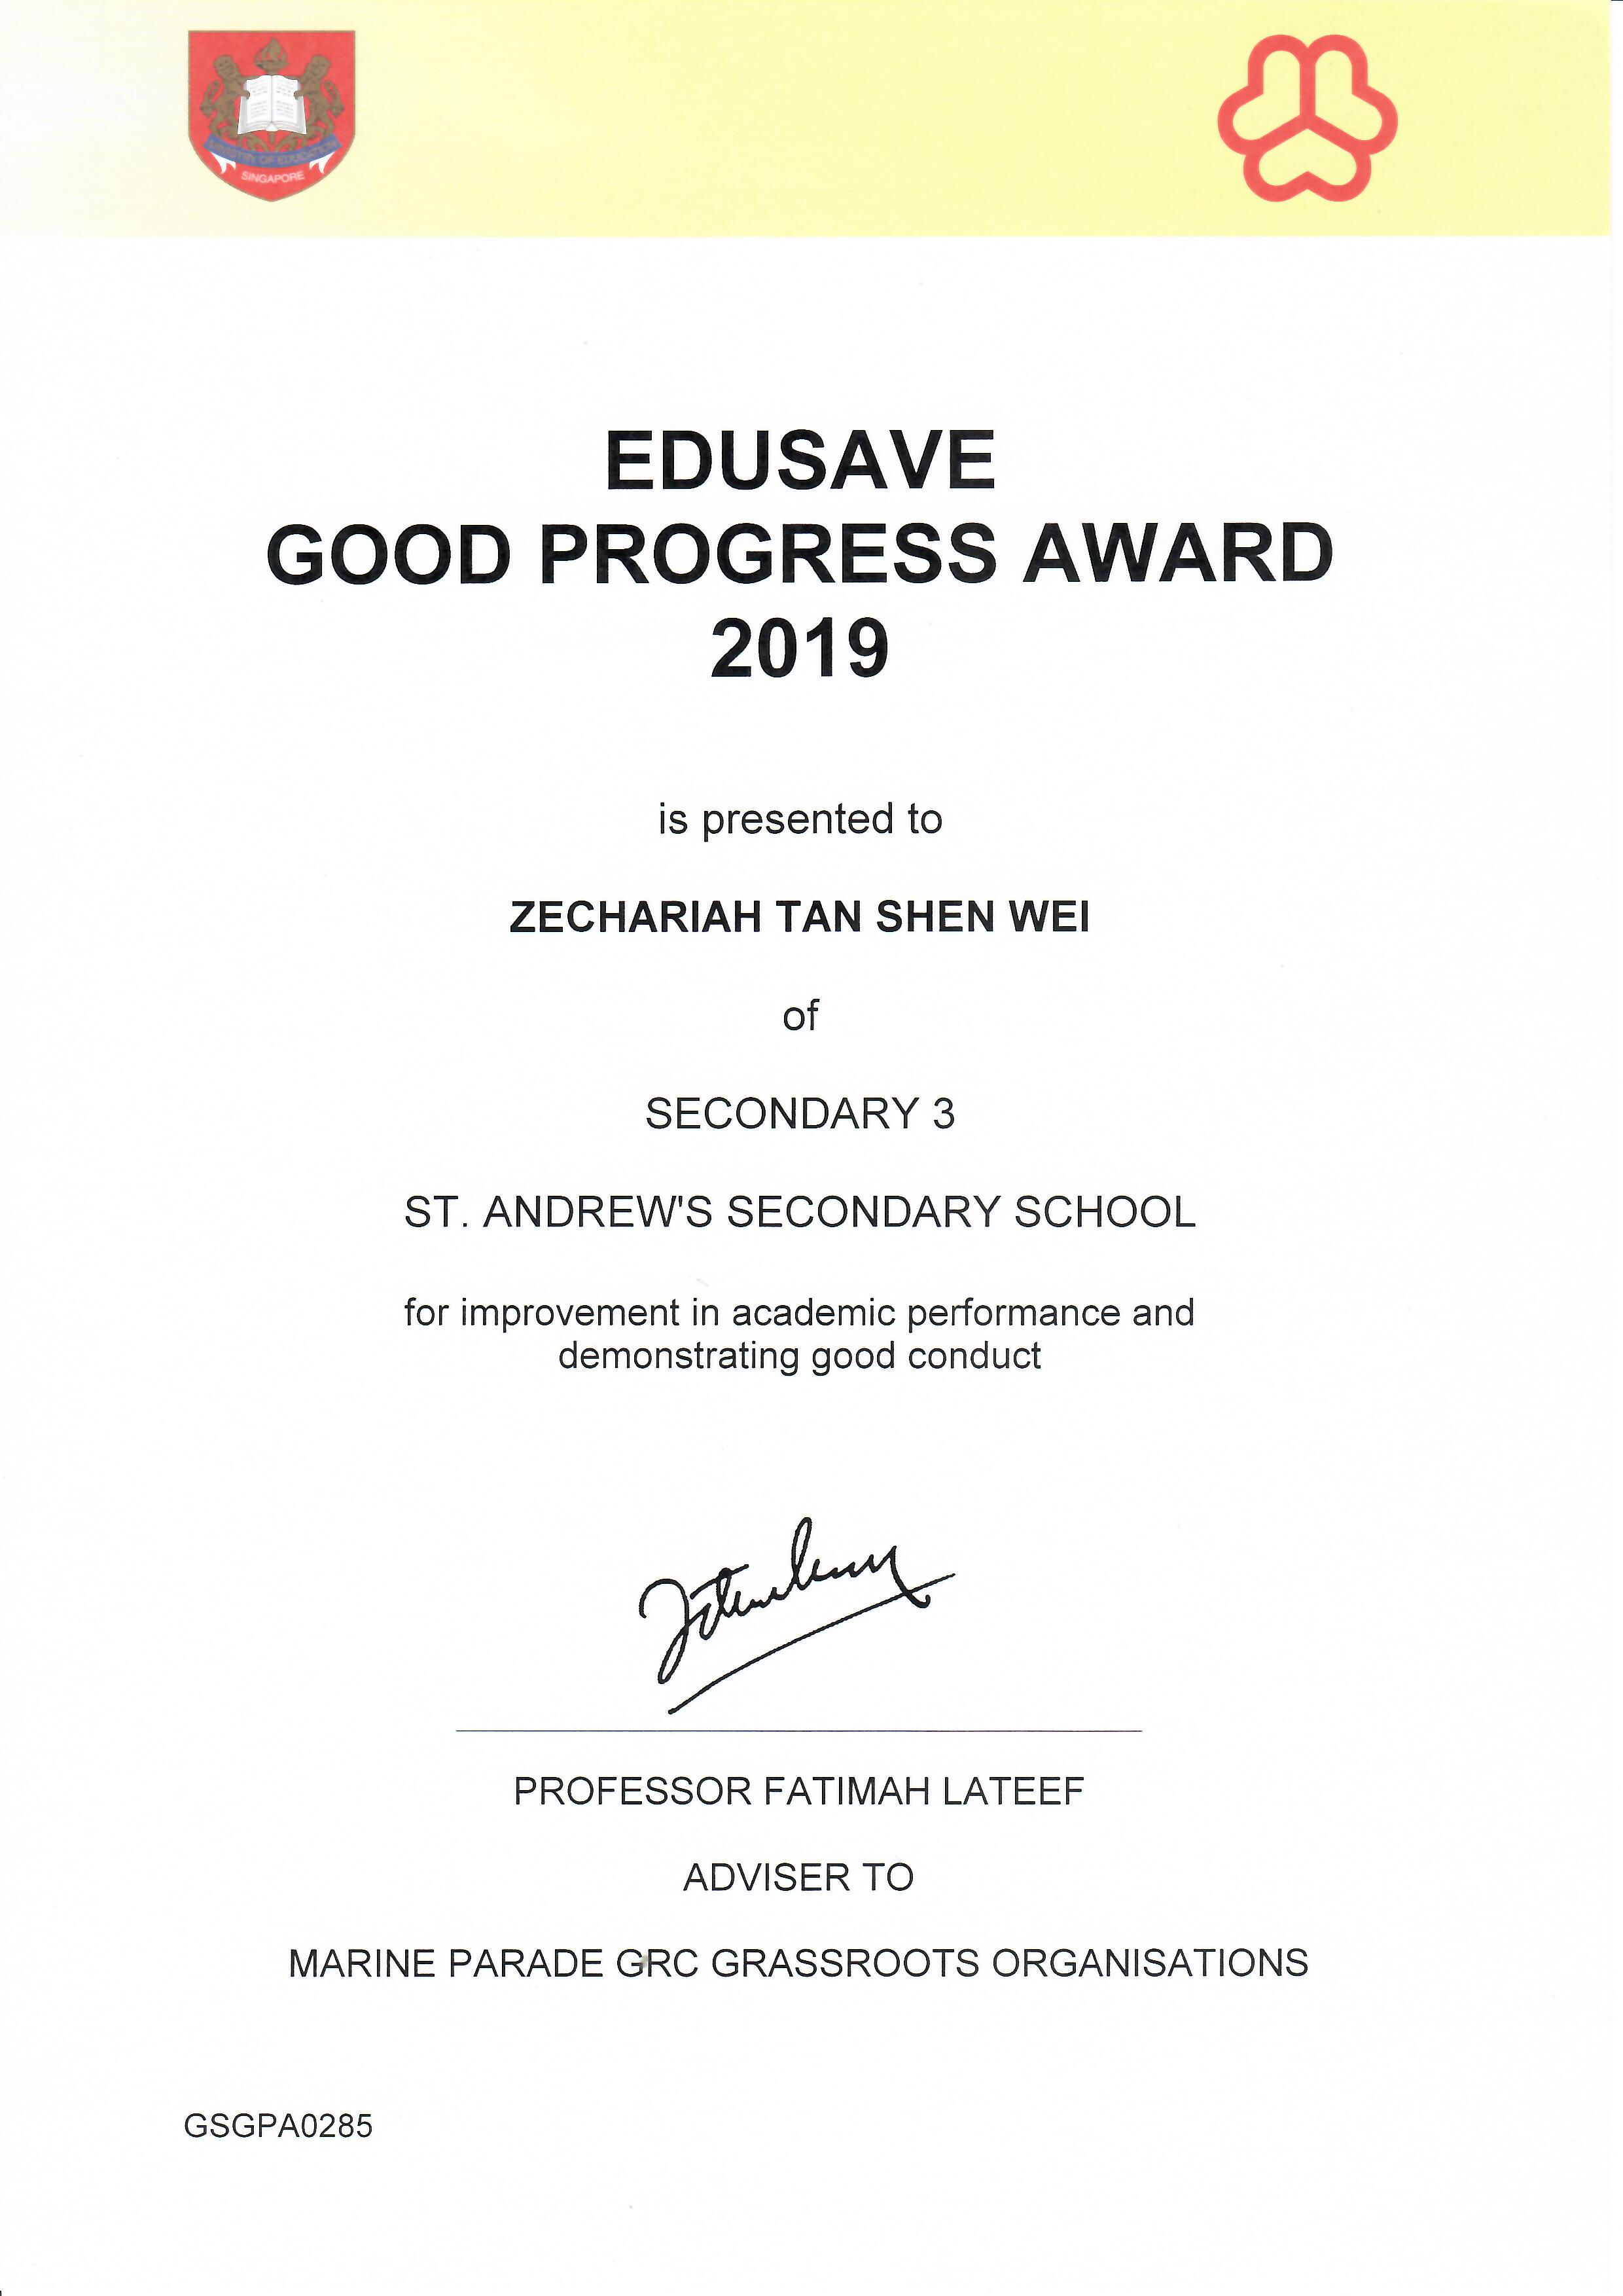 MINISTRY OF EDUCATION
SINGAPORE
EDUSAVE
GOOD PROGRESS AWARD
2019
is presented to
ZECHARIAH TAN SHEN WEI
of
SECONDARY 3
ST. ANDREW'S SECONDARY SCHOOL
for improvement in academic performance and
demonstrating good conduct
PROFESSOR FATIMAH LATEEF
ADVISER TO
MARINE PARADE GRC GRASSROOTS ORGANISATIONS
GSGPA0285